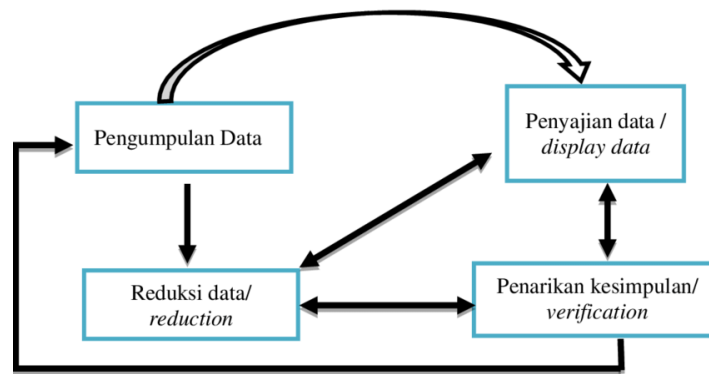 Pengumpulan Data
Penyajian data /
display data
Reduksi data/
reduction
Penarikan kesimpulan/
verification